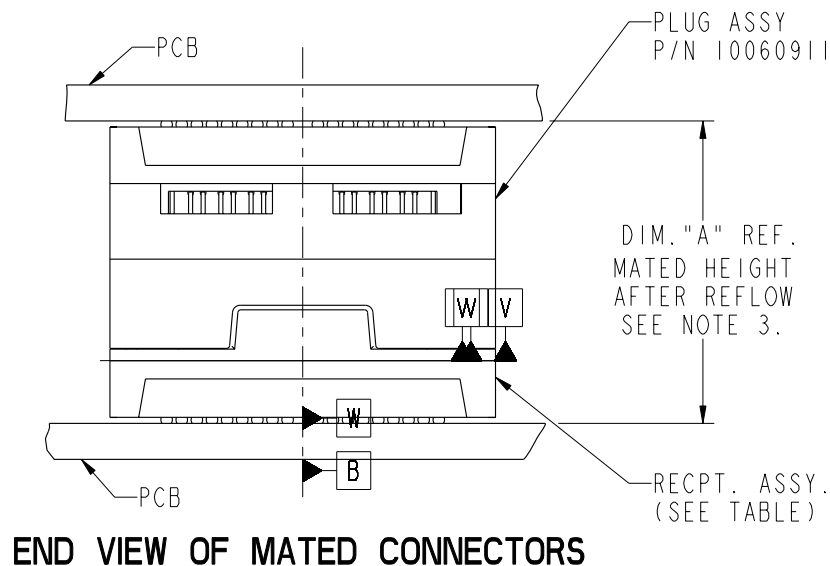 PCB
PLUG ASSY
P/N 10060911
DIM."A" REF.
MATED HEIGHT
AFTER REFLOW
SEE NOTE 3.
W
V
W
B
PCB
RECPT. ASSY.
(SEE TABLE)
END VIEW OF MATED CONNECTORS